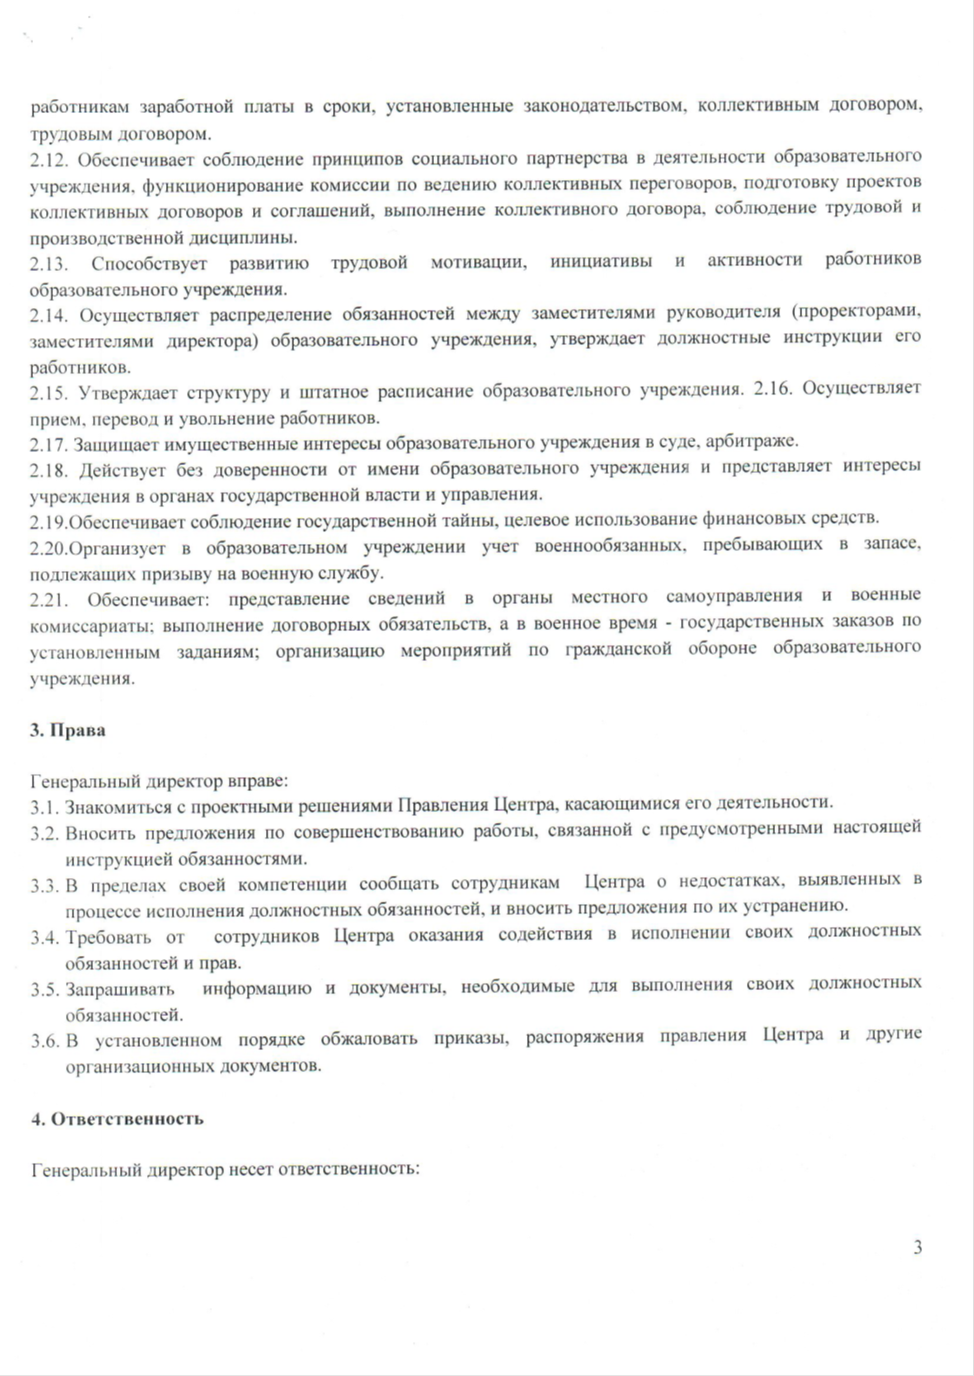 работникам заработной платы в сроки, установленные законодательством, коллективным договором,
трудовым договором.
2.12. Обеспечивает соблюдение принципов социального партнерства в деятельности образовательного
учреждения, функционирование комиссии по ведению коллективных переговоров, подготовку проектов
коллективных договоров и соглашений, выполнение коллективного договора, соблюдение трудовой и
производственной дисциплины.
2.13. Способствует развитию трудовой мотивации, инициативы и активности работников
образовательного учреждения.
2.14. Осуществляет распределение обязанностей между заместителями руководителя (проректорами,
заместителями директора) образовательного учреждения, утверждает должностные инструкции его
работников.
2.15. Утверждает структуру и штатное расписание образовательного учреждения. 2.16. Осуществляет
прием, перевод и увольнение работников.
2.17. Защищает имущественные интересы образовательного учреждения в суде, арбитраже.
2.18. Действует без доверенности от имени образовательного учреждения и представляет интересы
учреждения в органах государственной власти и управления.
2.19.Обеспечивает соблюдение государственной тайны, целевое использование финансовых средств.
2.20.Организует в образовательном учреждении учет военнообязанных, пребывающих в запасе,
подлежащих призыву на военную службу.
2.21. Обеспечивает: представление сведений в органы местного самоуправления и военные
комиссариаты; выполнение договорных обязательств, а в военное время - государственных заказов по
установленным заданиям; организацию мероприятий по гражданской обороне образовательного
учреждения.
3. Права
Генеральный директор вправе:
3.1. Знакомиться с проектными решениями Правления Центра, касающимися его деятельности.
3.2. Вносить предложения по совершенствованию работы, связанной с предусмотренными настоящей
инструкцией обязанностями.
3.3. В пределах своей компетенции сообщать сотрудникам Центра о недостатках, выявленных в
процессе исполнения должностных обязанностей, и вносить предложения по их устранению.
3.4. Требовать от сотрудников Центра оказания содействия в исполнении своих должностных
обязанностей и прав.
3.5. Запрашивать информацию и документы, необходимые для выполнения своих должностных
обязанностей.
3.6. В установленном порядке обжаловать приказы, распоряжения правления Центра и другие
организационных документов.
4. Ответственность
Генеральный директор несет ответственность:
3